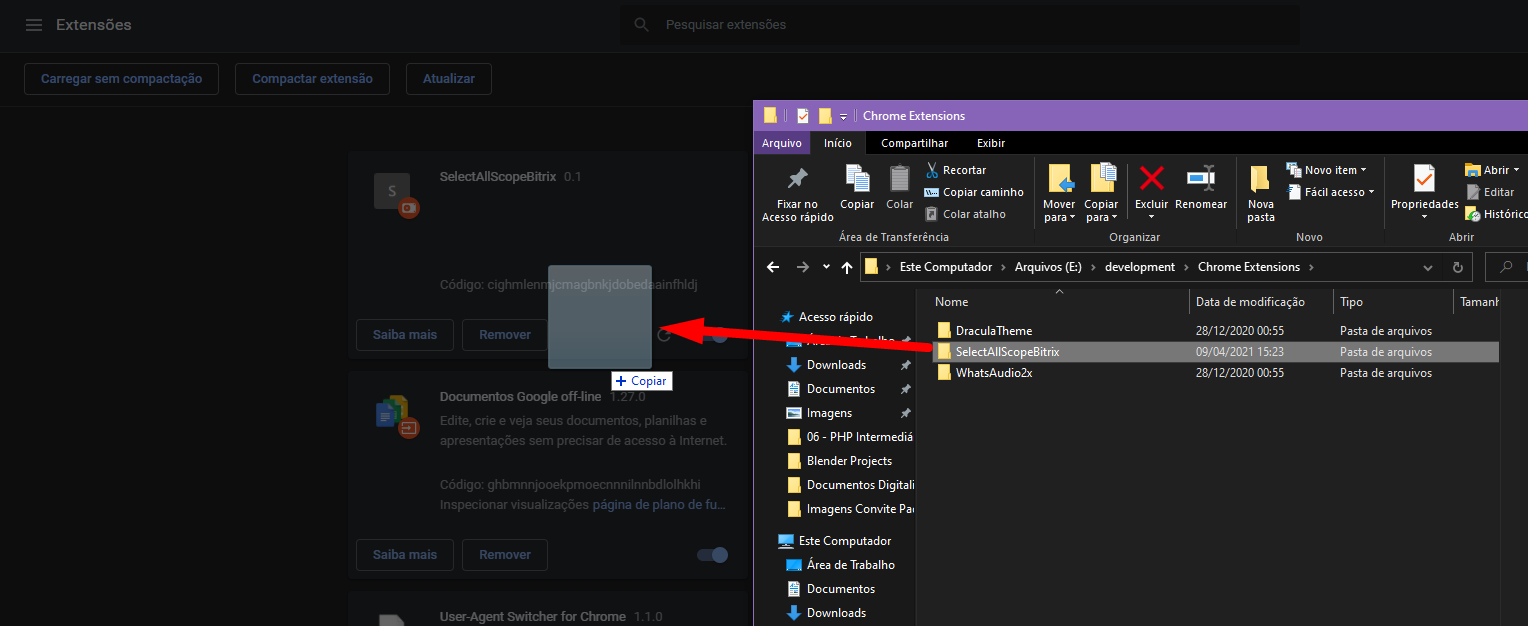 Extensões
Pesquisar extensões
Carregar sem compactação
Compactar extensão
Atualizar
S
SelectAllScopeBitrix 0.1
Código: cighmlenmjcmagbnkjdobedaainfhldj
Saiba mais
Remover
+ Copiar
Documentos Google off-line 1.27.0
Edite, crie e veja seus documentos, planilhas e
apresentações sem precisar de acesso à Internet.
Código: ghbmnnjooekpmoecnnnilnnbdlolhkhi
Inspecionar visualizações página de plano de fu...
Saiba mais
Remover
User-Agent Switcher for Chrome 1.1.0
Chrome Extensions
Arquivo
Início
Compartilhar
Exibir
Fixar no
Acesso rápido
Copiar
Colar
Recortar
Copiar caminho
Colar atalho
Área de Transferência
Mover
para
Copiar
para
Excluir
Renomear
Organizar
Nova
pasta
Novo item
Fácil acesso
Novo
Propriedades
Abrir
Editar
Histórico
Abrir
Este Computador > Arquivos (E:) > development > Chrome Extensions >
Acesso rápido
Downloads
Documentos
Imagens
06 - PHP Intermediá
Blender Projects
Documentos Digitali
Imagens Convite Pa
Este Computador
Área de Trabalho
Documentos
Downloads
Nome Data de modificação Tipo Tamanh
DraculaTheme 28/12/2020 00:55 Pasta de arquivos
SelectAllScopeBitrix 09/04/2021 15:23 Pasta de arquivos
WhatsAudio2x 28/12/2020 00:55 Pasta de arquivos